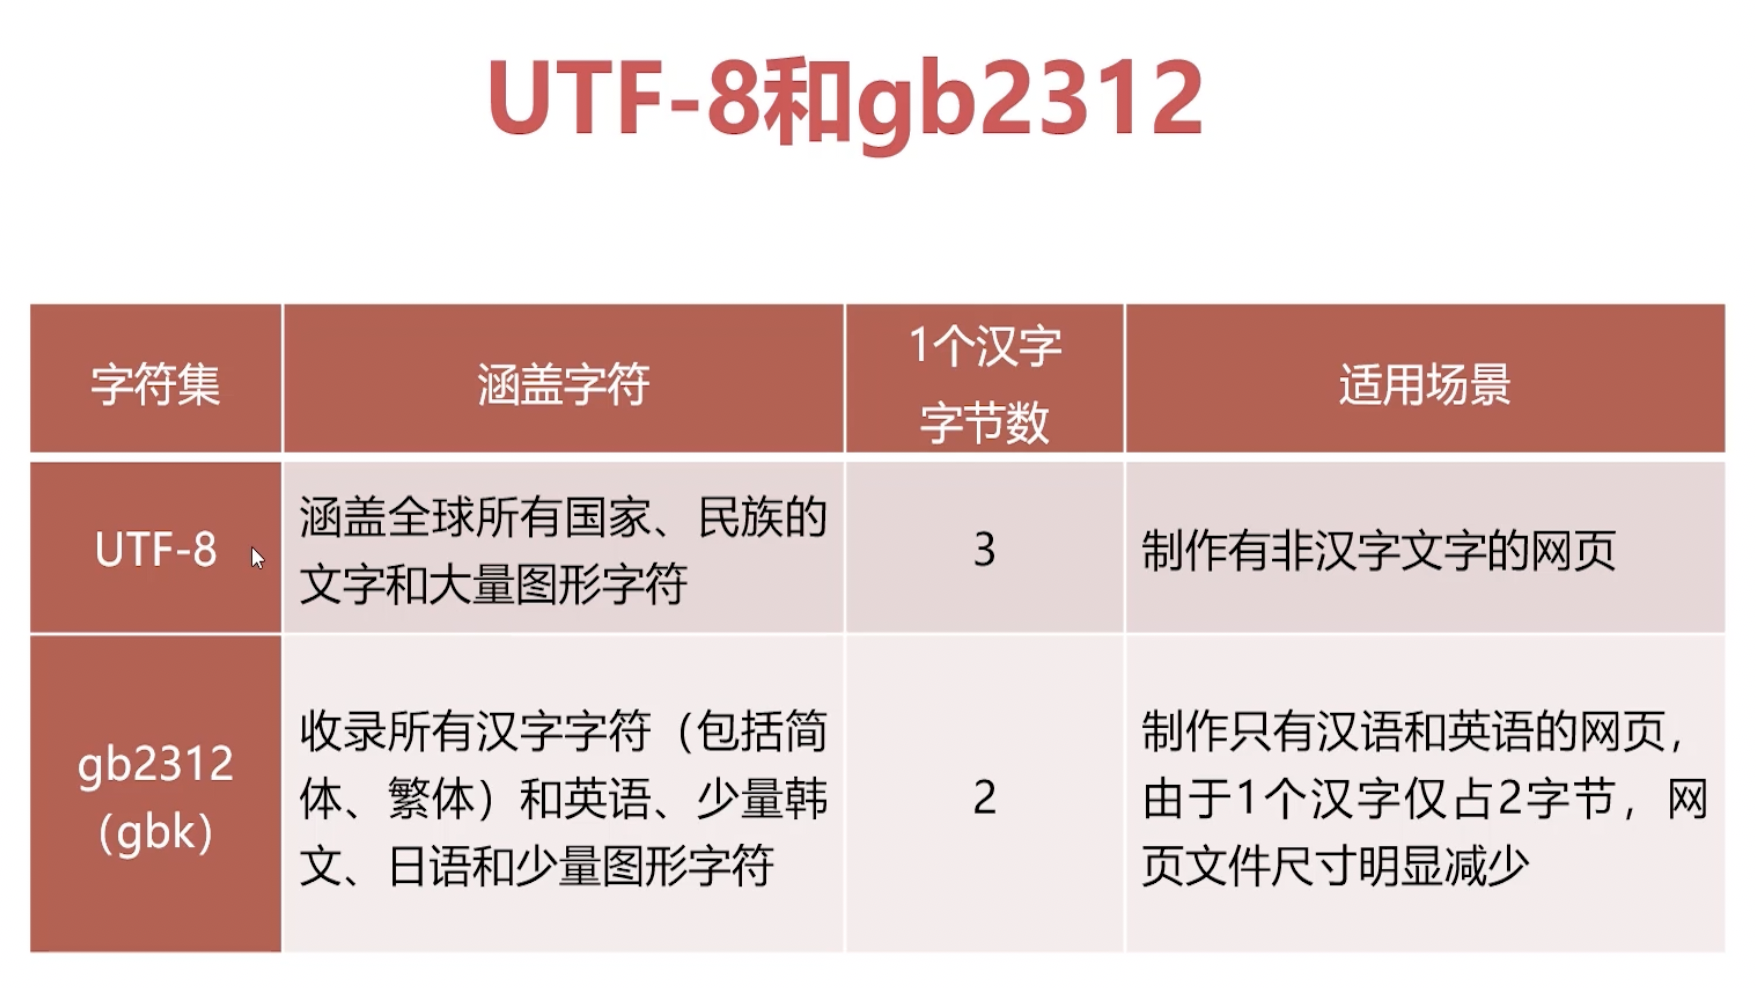 UTF-8和gb2312
字符集
涵盖字符
1个汉字
字节数
适用场景
UTF-8
涵盖全球所有国家、民族的
文字和大量图形字符
3
制作有非汉字文字的网页
gb2312
（gbk）
收录所有汉字字符（包括简
体、繁体）和英语、少量韩
文、日语和少量图形字符
2
制作只有汉语和英语的网页，
由于1个汉字仅占2字节，网
页文件尺寸明显减少